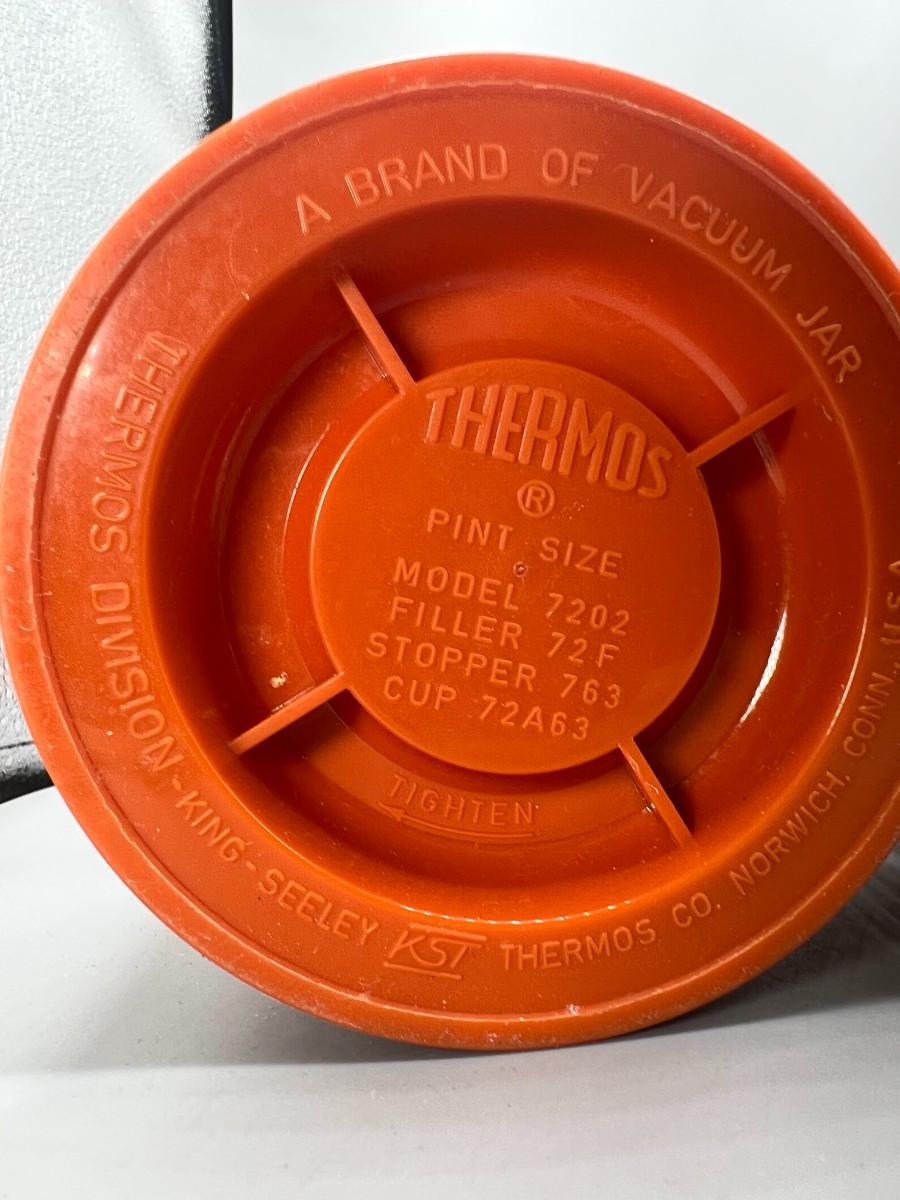 A BRAND OF VACUUM JAR
THERMOS
®
PINT SIZE
MODEL 7202
FILLER 72F
STOPPER 763
CUP 72A63
TIGHTEN
THERMOS DIVISION-KING-SEELEY KST THERMOS CO. NORWICH, CONN., U.S.A